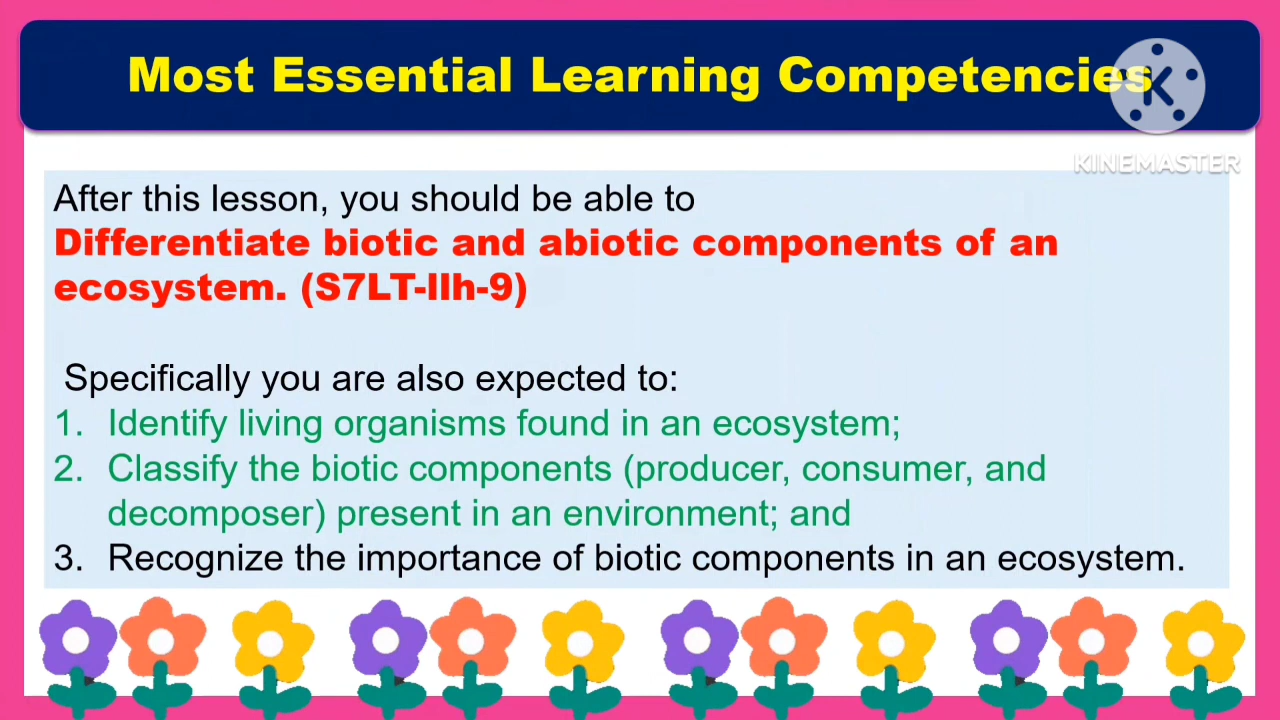 Most Essential Learning Competencies
K
KINEMASTER
After this lesson, you should be able to
Differentiate biotic and abiotic components of an
ecosystem. (S7LT-IIh-9)
Specifically you are also expected to:
1. Identify living organisms found in an ecosystem;
2. Classify the biotic components (producer, consumer, and
decomposer) present in an environment; and
3. Recognize the importance of biotic components in an ecosystem.